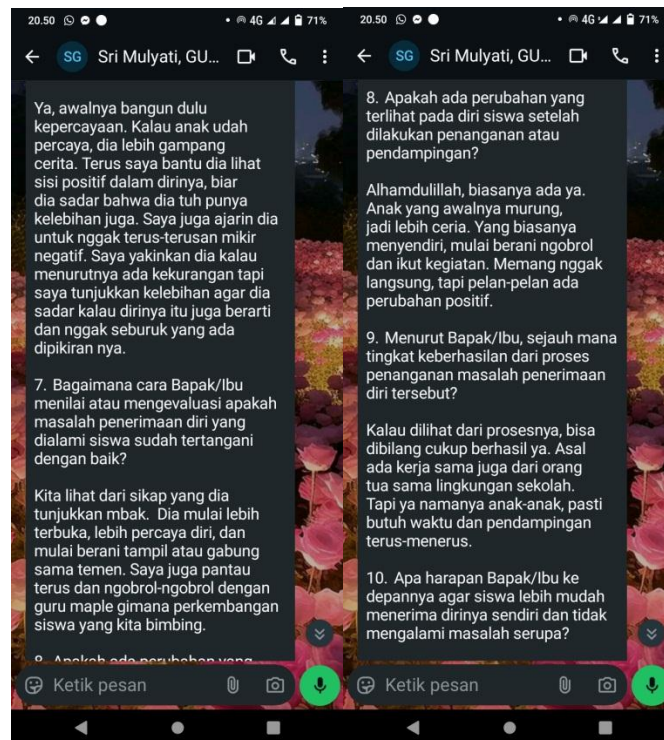 20.50 4G 71%
SG Sri Mulyati, GU...
Ya, awalnya bangun dulu
kepercayaan. Kalau anak udah
percaya, dia lebih gampang
cerita. Terus saya bantu dia lihat
sisi positif dalam dirinya, biar
dia sadar bahwa dia tuh punya
kelebihan juga. Saya juga ajarin dia
untuk nggak terus-terusan mikir
negatif. Saya yakinkan dia kalau
menurutnya ada kekurangan tapi
saya tunjukkan kelebihan agar dia
sadar kalau dirinya itu juga berarti
dan nggak seburuk yang ada
dipikiran nya.
7. Bagaimana cara Bapak/Ibu
menilai atau mengevaluasi apakah
masalah penerimaan diri yang
dialami siswa sudah tertangani
dengan baik?
Kita lihat dari sikap yang dia
tunjukkan mbak. Dia mulai lebih
terbuka, lebih percaya diri, dan
mulai berani tampil atau gabung
sama temen. Saya juga pantau
terus dan ngobrol-ngobrol dengan
guru maple gimana perkembangan
siswa yang kita bimbing.
8. Apakah ada perubahan yang
Ketik pesan
20.50 4G 71%
SG Sri Mulyati, GU...
8. Apakah ada perubahan yang
terlihat pada diri siswa setelah
dilakukan penanganan atau
pendampingan?
Alhamdulillah, biasanya ada ya.
Anak yang awalnya murung,
jadi lebih ceria. Yang biasanya
menyendiri, mulai berani ngobrol
dan ikut kegiatan. Memang nggak
langsung, tapi pelan-pelan ada
perubahan positif.
9. Menurut Bapak/Ibu, sejauh mana
tingkat keberhasilan dari proses
penanganan masalah penerimaan
diri tersebut?
Kalau dilihat dari prosesnya, bisa
dibilang cukup berhasil ya. Asal
ada kerja sama juga dari orang
tua sama lingkungan sekolah.
Tapi ya namanya anak-anak, pasti
butuh waktu dan pendampingan
terus-menerus.
10. Apa harapan Bapak/Ibu ke
depannya agar siswa lebih mudah
menerima dirinya sendiri dan tidak
mengalami masalah serupa?
Ketik pesan